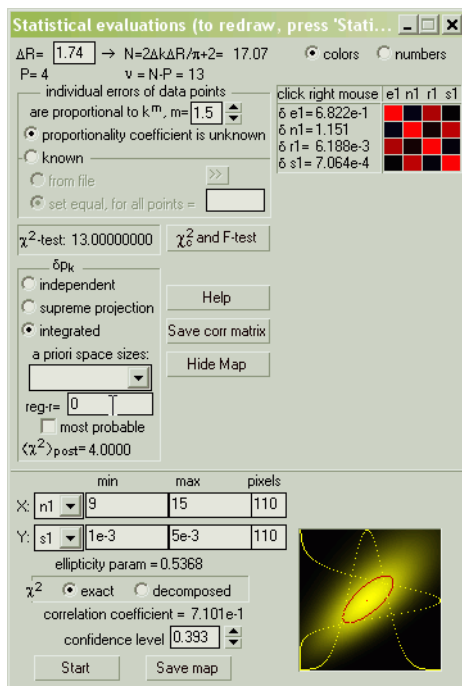 Statistical evaluations (to redraw, press 'Stati...
ΔR= 1.74 → N=2ΔkΔR/π+2= 17.07
colors numbers
P= 4 ν = N-P = 13
individual errors of data points
are proportional to k^m, m= 1.5
proportionality coefficient is unknown
known
from file >>
set equal, for all points =
click right mouse e1 n1 r1 s1
δ e1= 6.822e-1
δ n1= 1.151
δ r1= 6.188e-3
δ s1= 7.064e-4
χ²-test: 13.00000000
χ²c and F-test
δpk
independent
supreme projection
integrated
a priori space sizes:
reg-r= 0
most probable
⟨χ²⟩post= 4.0000
Help
Save corr matrix
Hide Map
min max pixels
X: n1 9 15 110
Y: s1 1e-3 5e-3 110
ellipticity param = 0.5368
χ² exact decomposed
correlation coefficient = 7.101e-1
confidence level 0.393
Start Save map